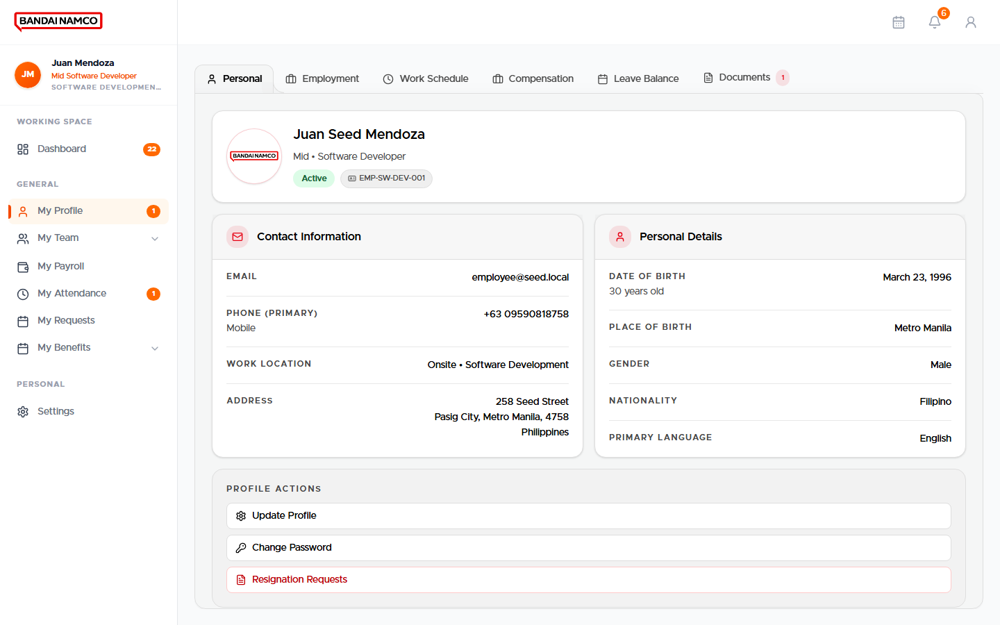 BANDAI NAMCO
6
JM
Juan Mendoza
Mid Software Developer
SOFTWARE DEVELOPMEN...
WORKING SPACE
Dashboard
22
GENERAL
My Profile
1
My Team
My Payroll
My Attendance
1
My Requests
My Benefits
PERSONAL
Settings
Personal
Employment
Work Schedule
Compensation
Leave Balance
Documents
1
BANDAI NAMCO
Juan Seed Mendoza
Mid • Software Developer
Active
EMP-SW-DEV-001
Contact Information
EMAIL
employee@seed.local
PHONE (PRIMARY)
+63 09590818758
Mobile
WORK LOCATION
Onsite • Software Development
ADDRESS
258 Seed Street
Pasig City, Metro Manila, 4758
Philippines
Personal Details
DATE OF BIRTH
March 23, 1996
30 years old
PLACE OF BIRTH
Metro Manila
GENDER
Male
NATIONALITY
Filipino
PRIMARY LANGUAGE
English
PROFILE ACTIONS
Update Profile
Change Password
Resignation Requests